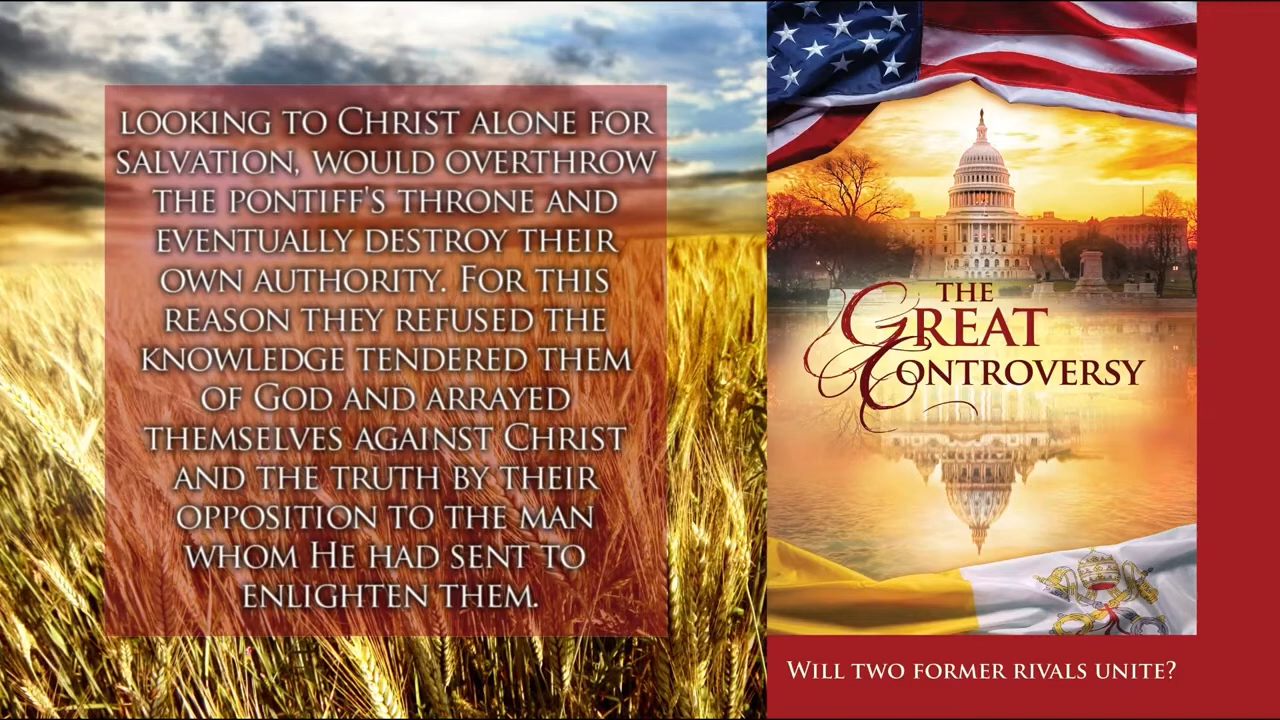 LOOKING TO CHRIST ALONE FOR
SALVATION, WOULD OVERTHROW
THE PONTIFF'S THRONE AND
EVENTUALLY DESTROY THEIR
OWN AUTHORITY. FOR THIS
REASON THEY REFUSED THE
KNOWLEDGE TENDERED THEM
OF GOD AND ARRAYED
THEMSELVES AGAINST CHRIST
AND THE TRUTH BY THEIR
OPPOSITION TO THE MAN
WHOM HE HAD SENT TO
ENLIGHTEN THEM.
THE
GREAT
CONTROVERSY
WILL TWO FORMER RIVALS UNITE?